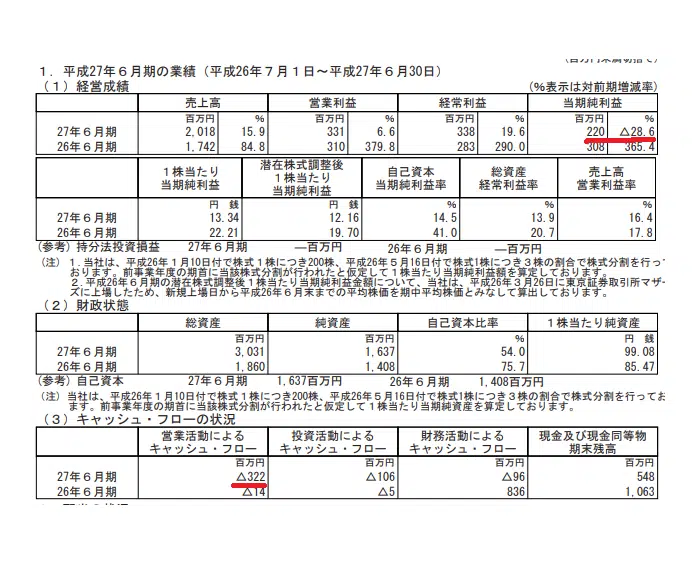 １．平成27年６月期の業績（平成26年７月１日～平成27年６月30日）
（１）経営成績 （％表示は対前期増減率）
売上高 営業利益 経常利益 当期純利益
百万円 ％ 百万円 ％ 百万円 ％ 百万円 ％
27年６月期 2,018 15.9 331 6.6 338 19.6 220 △28.6
26年６月期 1,742 84.8 310 379.8 283 290.0 308 365.4
１株当たり 潜在株式調整後 自己資本 総資産 売上高
当期純利益 １株当たり 当期純利益率 経常利益率 営業利益率
当期純利益
円 銭 円 銭 ％ ％ ％
27年６月期 13.34 12.16 14.5 13.9 16.4
26年６月期 22.21 19.70 41.0 20.7 17.8
(参考) 持分法投資損益 27年６月期 ―百万円 26年６月期 ―百万円
（注） １．当社は、平成26年１月10日付で株式１株につき200株、平成26年５月16日付で株式1株につき３株の割合で株式分割を行って
おります。前事業年度の期首に当該株式分割が行われたと仮定して１株当たり当期純利益額を算定しております。
２．平成26年６月期の潜在株式調整後１株当たり当期純利益金額について、当社は、平成26年３月26日に東京証券取引所マザー
ズに上場したため、新規上場日から平成26年６月末までの平均株価を期中平均株価とみなして算出しております。
（２）財政状態
総資産 純資産 自己資本比率 １株当たり純資産
百万円 百万円 ％ 円 銭
27年６月期 3,031 1,637 54.0 99.08
26年６月期 1,860 1,408 75.7 85.47
(参考) 自己資本 27年６月期 1,637百万円 26年６月期 1,408百万円
（注） 当社は、平成26年１月10日付で株式１株につき200株、平成26年５月16日付で株式1株につき３株の割合で株式分割を行ってお
ります。前事業年度の期首に当該株式分割が行われたと仮定して１株当たり当期純資産を算定しております。
（３）キャッシュ・フローの状況
営業活動による 投資活動による 財務活動による 現金及び現金同等物
キャッシュ・フロー キャッシュ・フロー キャッシュ・フロー 期末残高
百万円 百万円 百万円 百万円
27年６月期 △322 △106 △96 548
26年６月期 △14 △5 836 1,063